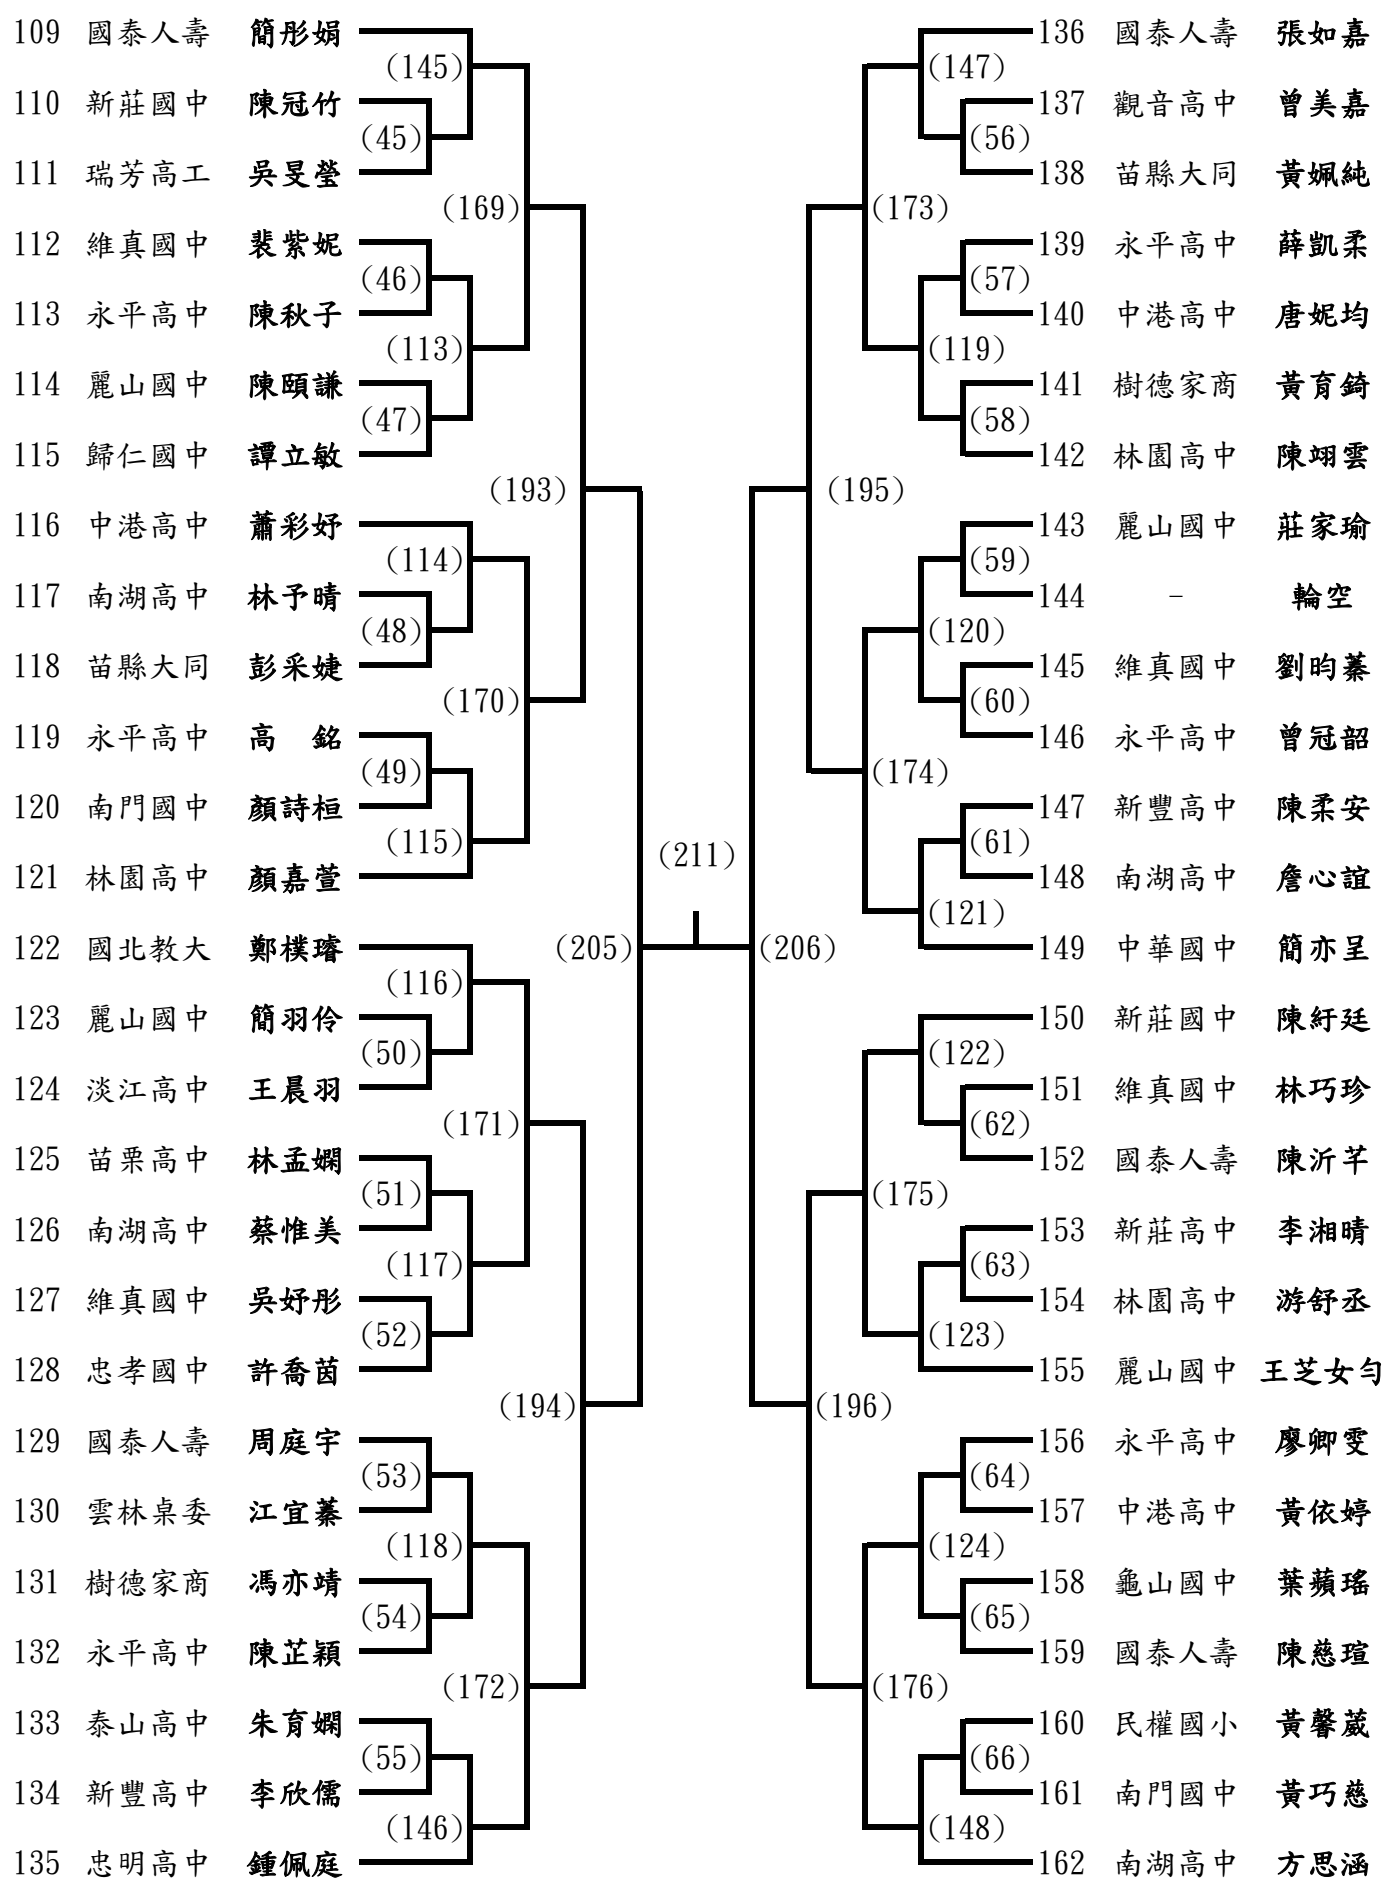 109 國泰人壽 簡彤娟
(145)
110 新莊國中 陳冠竹
(45)
111 瑞芳高工 吳旻瑩
(169)
112 維真國中 裴紫妮
(46)
113 永平高中 陳秋子
(113)
114 麗山國中 陳頤謙
(47)
115 歸仁國中 譚立敏
(193)
116 中港高中 蕭彩妤
(114)
117 南湖高中 林予晴
(48)
118 苗縣大同 彭采婕
(170)
119 永平高中 高 銘
(49)
120 南門國中 顏詩桓
(115)
121 林園高中 顏嘉萱
122 國北教大 鄭樸璿
(205)
(116)
123 麗山國中 簡羽伶
(50)
124 淡江高中 王晨羽
(171)
125 苗栗高中 林孟嫻
(51)
126 南湖高中 蔡惟美
(117)
127 維真國中 吳妤彤
(52)
128 忠孝國中 許喬茵
(194)
129 國泰人壽 周庭宇
(53)
130 雲林桌委 江宜蓁
(118)
131 樹德家商 馮亦靖
(54)
132 永平高中 陳芷穎
(172)
133 泰山高中 朱育嫻
(55)
134 新豐高中 李欣儒
(146)
135 忠明高中 鍾佩庭
(211)
136 國泰人壽 張如嘉
(147)
137 觀音高中 曾美嘉
(56)
138 苗縣大同 黃姵純
(173)
139 永平高中 薛凱柔
(57)
140 中港高中 唐妮均
(119)
141 樹德家商 黃育錡
(58)
142 林園高中 陳翊雲
(195)
143 麗山國中 莊家瑜
(59)
144 - 輪空
(120)
145 維真國中 劉昀蓁
(60)
146 永平高中 曾冠韶
(174)
147 新豐高中 陳柔安
(61)
148 南湖高中 詹心誼
(121)
149 中華國中 簡亦呈
(206)
150 新莊國中 陳紆廷
(122)
151 維真國中 林巧珍
(62)
152 國泰人壽 陳沂芊
(175)
153 新莊高中 李湘晴
(63)
154 林園高中 游舒丞
(123)
155 麗山國中 王芝女勻
(196)
156 永平高中 廖卿雯
(64)
157 中港高中 黃依婷
(124)
158 龜山國中 葉蘋瑤
(65)
159 國泰人壽 陳慈瑄
(176)
160 民權國小 黃馨葳
(66)
161 南門國中 黃巧慈
(148)
162 南湖高中 方思涵